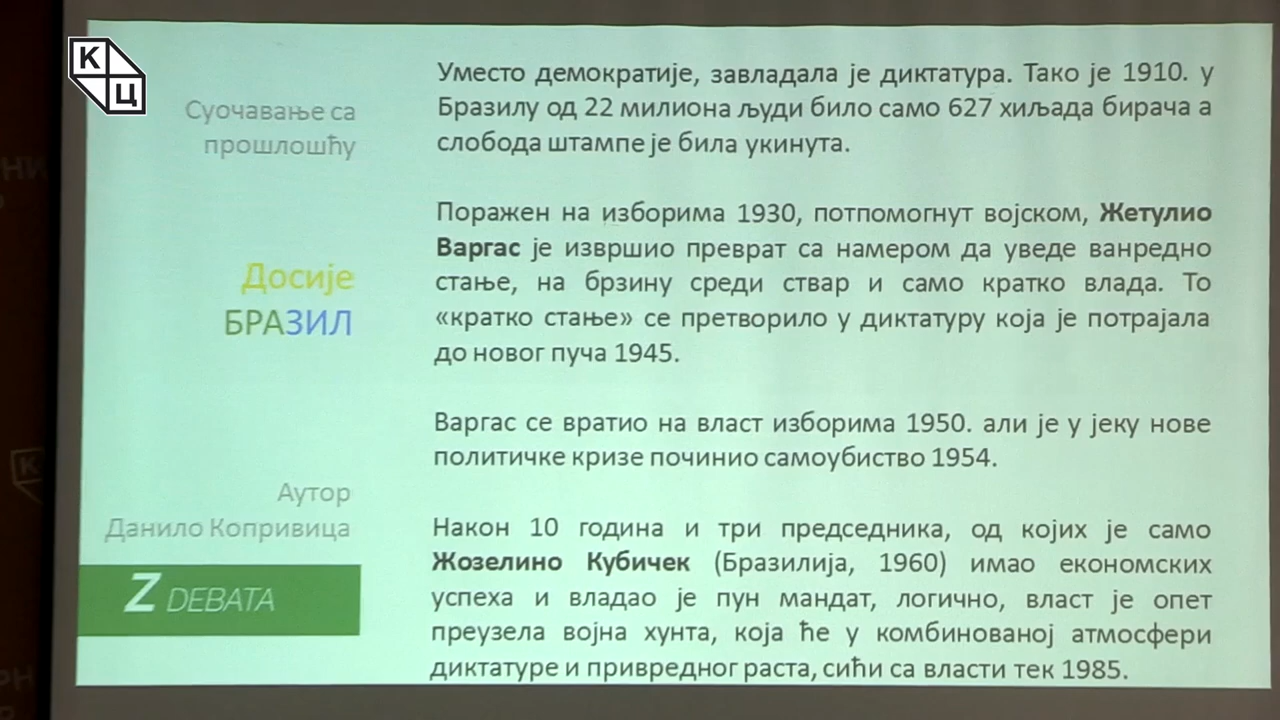 К
Ц
Суочавање са
прошлошћу
Досије
БРАЗИЛ
Аутор
Данило Копривица
Z DEBATA
Уместо демократије, завладала је диктатура. Тако је 1910. у
Бразилу од 22 милиона људи било само 627 хиљада бирача а
слобода штампе је била укинута.
Поражен на изборима 1930, потпомогнут војском, Жетулио
Варгас је извршио преврат са намером да уведе ванредно
стање, на брзину среди ствар и само кратко влада. То
«кратко стање» се претворило у диктатуру која је потрајала
до новог пуча 1945.
Варгас се вратио на власт изборима 1950. али је у јеку нове
политичке кризе починио самоубиство 1954.
Након 10 година и три председника, од којих је само
Жозелино Кубичек (Бразилија, 1960) имао економских
успеха и владао је пун мандат, логично, власт је опет
преузела војна хунта, која ће у комбинованој атмосфери
диктатуре и привредног раста, сићи са власти тек 1985.